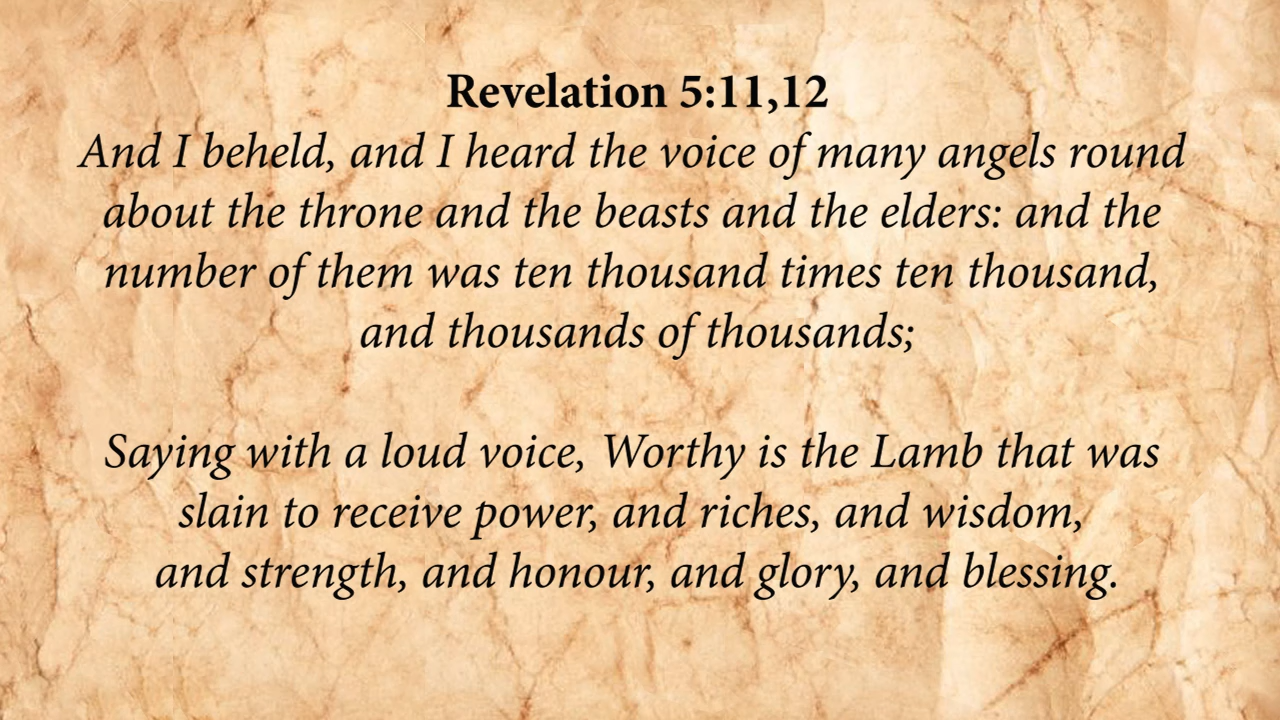 Revelation 5:11,12
And I beheld, and I heard the voice of many angels round
about the throne and the beasts and the elders: and the
number of them was ten thousand times ten thousand,
and thousands of thousands;
Saying with a loud voice, Worthy is the Lamb that was
slain to receive power, and riches, and wisdom,
and strength, and honour, and glory, and blessing.